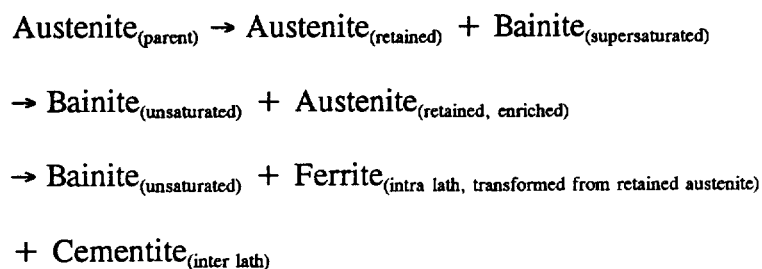 Austenite(parent) → Austenite(retained) + Bainite(supersaturated)
→ Bainite(unsaturated) + Austenite(retained, enriched)
→ Bainite(unsaturated) + Ferrite(intra lath, transformed from retained austenite)
+ Cementite(inter lath)